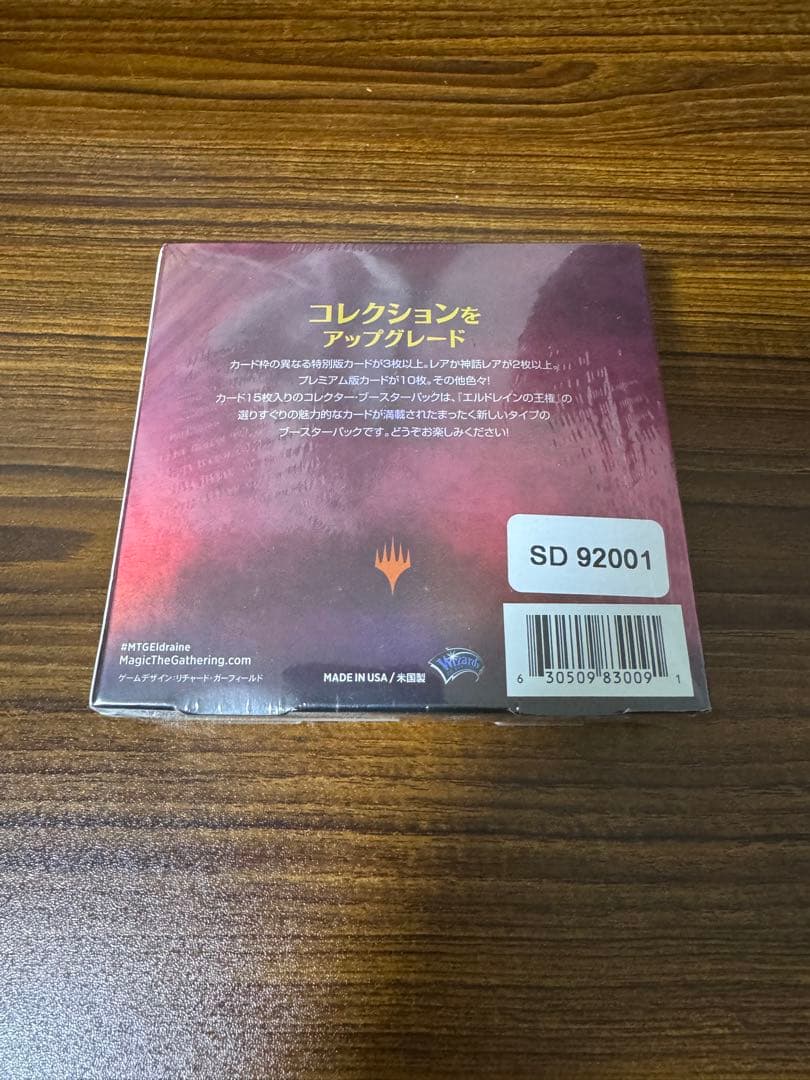 コレクションを
アップグレード
カード枠の異なる特別版カードが3枚以上。レアか神話レアが2枚以上。
プレミアム版カードが10枚。その他色々!
カード15枚入りのコレクター・ブースターパックは、『エルドレインの王権』の
選りすぐりの魅力的なカードが満載されたまったく新しいタイプの
ブースターパックです。どうぞお楽しみください!
SD 92001
#MTGEldraine
MagicTheGathering.com
ゲームデザイン:リチャード・ガーフィールド
MADE IN USA / 米国製
Wizards
6 30509 83009 1